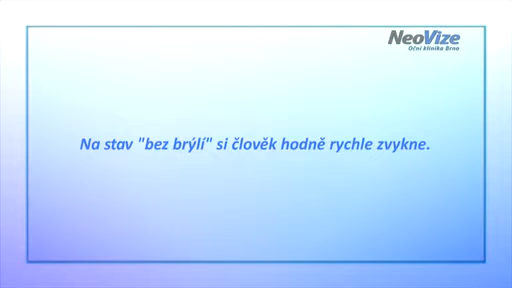 NeoVize
Oční klinika Brno
Na stav "bez brýlí" si člověk hodně rychle zvykne.